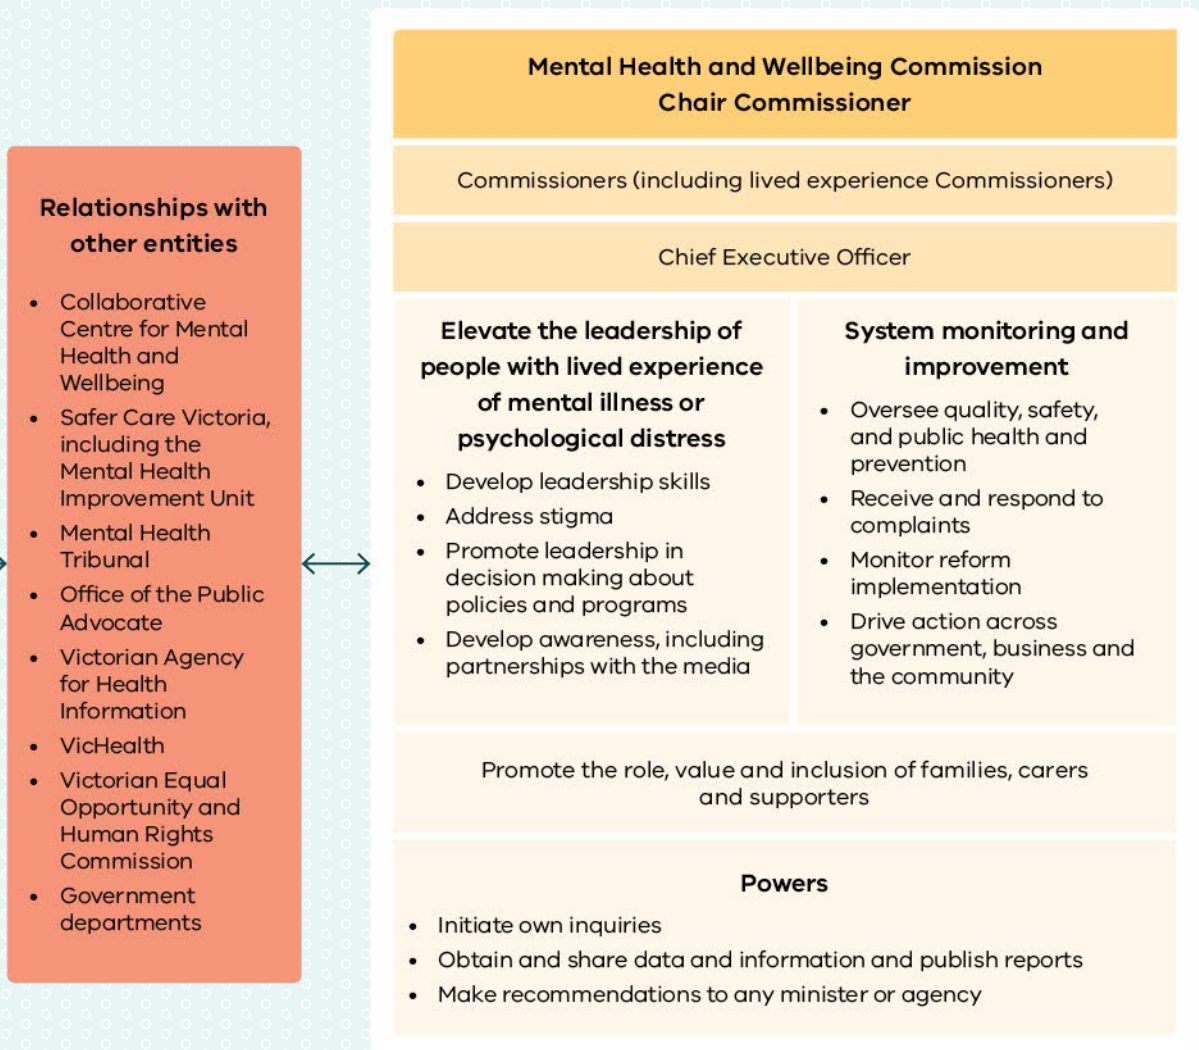 Relationships with
other entities
• Collaborative
Centre for Mental
Health and
Wellbeing
• Safer Care Victoria,
including the
Mental Health
Improvement Unit
• Mental Health
Tribunal
• Office of the Public
Advocate
• Victorian Agency
for Health
Information
• VicHealth
• Victorian Equal
Opportunity and
Human Rights
Commission
• Government
departments
Mental Health and Wellbeing Commission
Chair Commissioner
Commissioners (including lived experience Commissioners)
Chief Executive Officer
Elevate the leadership of
people with lived experience
of mental illness or
psychological distress
• Develop leadership skills
• Address stigma
• Promote leadership in
decision making about
policies and programs
• Develop awareness, including
partnerships with the media
System monitoring and
improvement
• Oversee quality, safety,
and public health and
prevention
• Receive and respond to
complaints
• Monitor reform
implementation
• Drive action across
government, business and
the community
Promote the role, value and inclusion of families, carers
and supporters
Powers
• Initiate own inquiries
• Obtain and share data and information and publish reports
• Make recommendations to any minister or agency